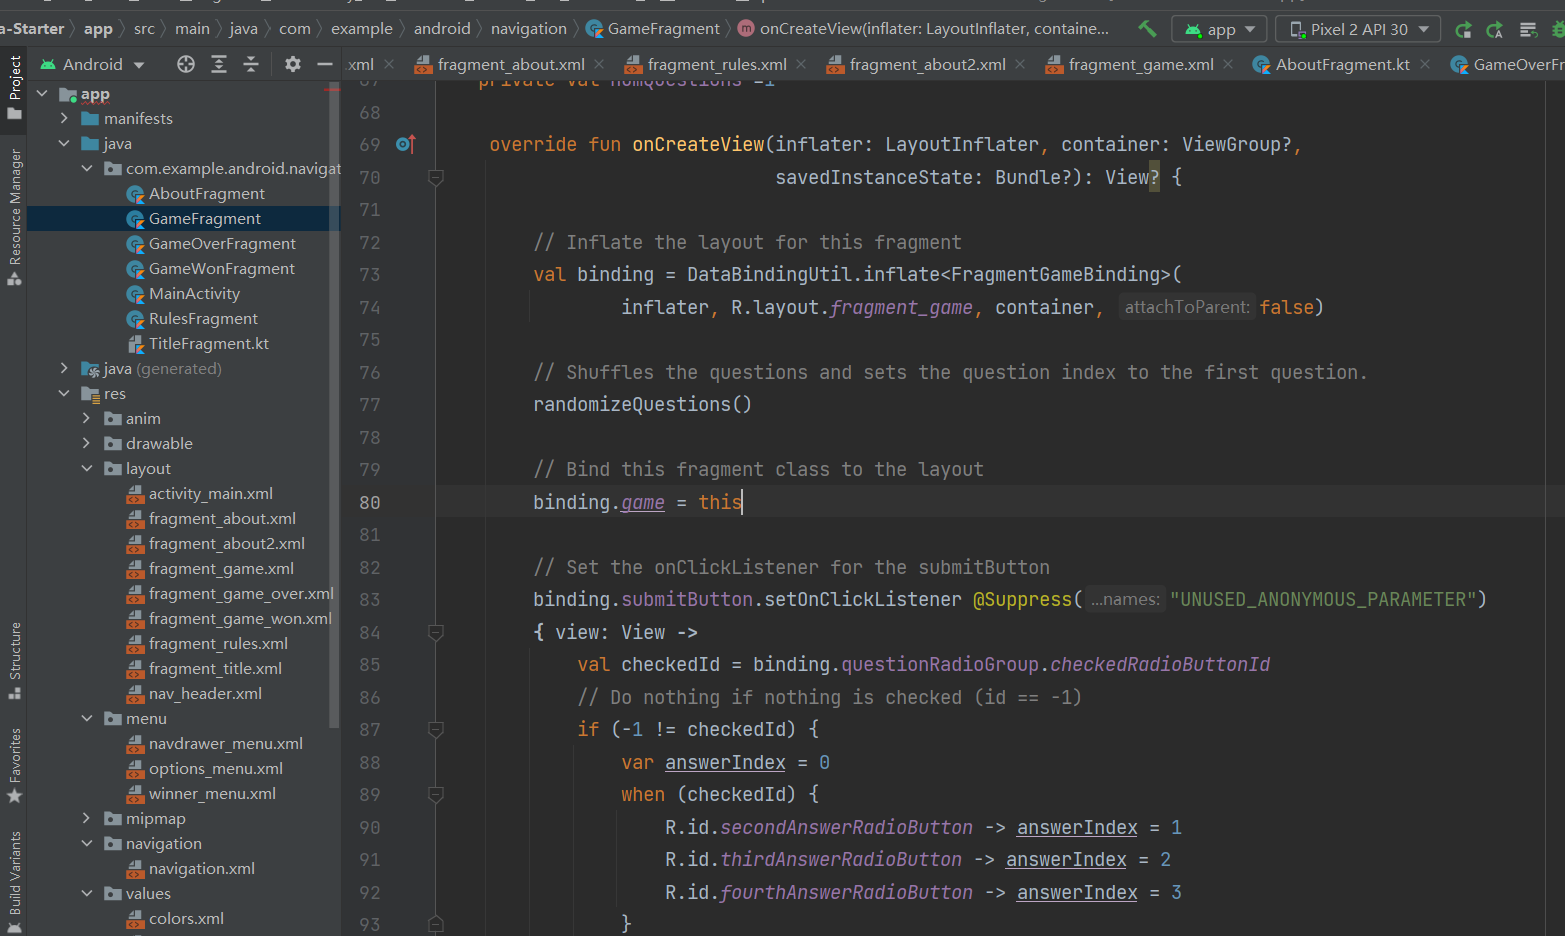 a-Starter app src main java com example android navigation GameFragment onCreateView(inflater: LayoutInflater, containe... app Pixel 2 API 30
Android .xml fragment_about.xml fragment_rules.xml fragment_about2.xml fragment_game.xml AboutFragment.kt GameOverFr
Project
Resource Manager
Structure
Favorites
Build Variants
app
manifests
java
com.example.android.navigat
AboutFragment
GameFragment
GameOverFragment
GameWonFragment
MainActivity
RulesFragment
TitleFragment.kt
java (generated)
res
anim
drawable
layout
activity_main.xml
fragment_about.xml
fragment_about2.xml
fragment_game.xml
fragment_game_over.xml
fragment_game_won.xml
fragment_rules.xml
fragment_title.xml
nav_header.xml
menu
navdrawer_menu.xml
options_menu.xml
winner_menu.xml
mipmap
navigation
navigation.xml
values
colors.xml
67 private val numQuestions =1
68
69 override fun onCreateView(inflater: LayoutInflater, container: ViewGroup?,
70 savedInstanceState: Bundle?): View? {
71
72 // Inflate the layout for this fragment
73 val binding = DataBindingUtil.inflate<FragmentGameBinding>(
74 inflater, R.layout.fragment_game, container, attachToParent: false)
75
76 // Shuffles the questions and sets the question index to the first question.
77 randomizeQuestions()
78
79 // Bind this fragment class to the layout
80 binding.game = this
81
82 // Set the onClickListener for the submitButton
83 binding.submitButton.setOnClickListener @Suppress( ...names: "UNUSED_ANONYMOUS_PARAMETER")
84 { view: View ->
85 val checkedId = binding.questionRadioGroup.checkedRadioButtonId
86 // Do nothing if nothing is checked (id == -1)
87 if (-1 != checkedId) {
88 var answerIndex = 0
89 when (checkedId) {
90 R.id.secondAnswerRadioButton -> answerIndex = 1
91 R.id.thirdAnswerRadioButton -> answerIndex = 2
92 R.id.fourthAnswerRadioButton -> answerIndex = 3
93 }